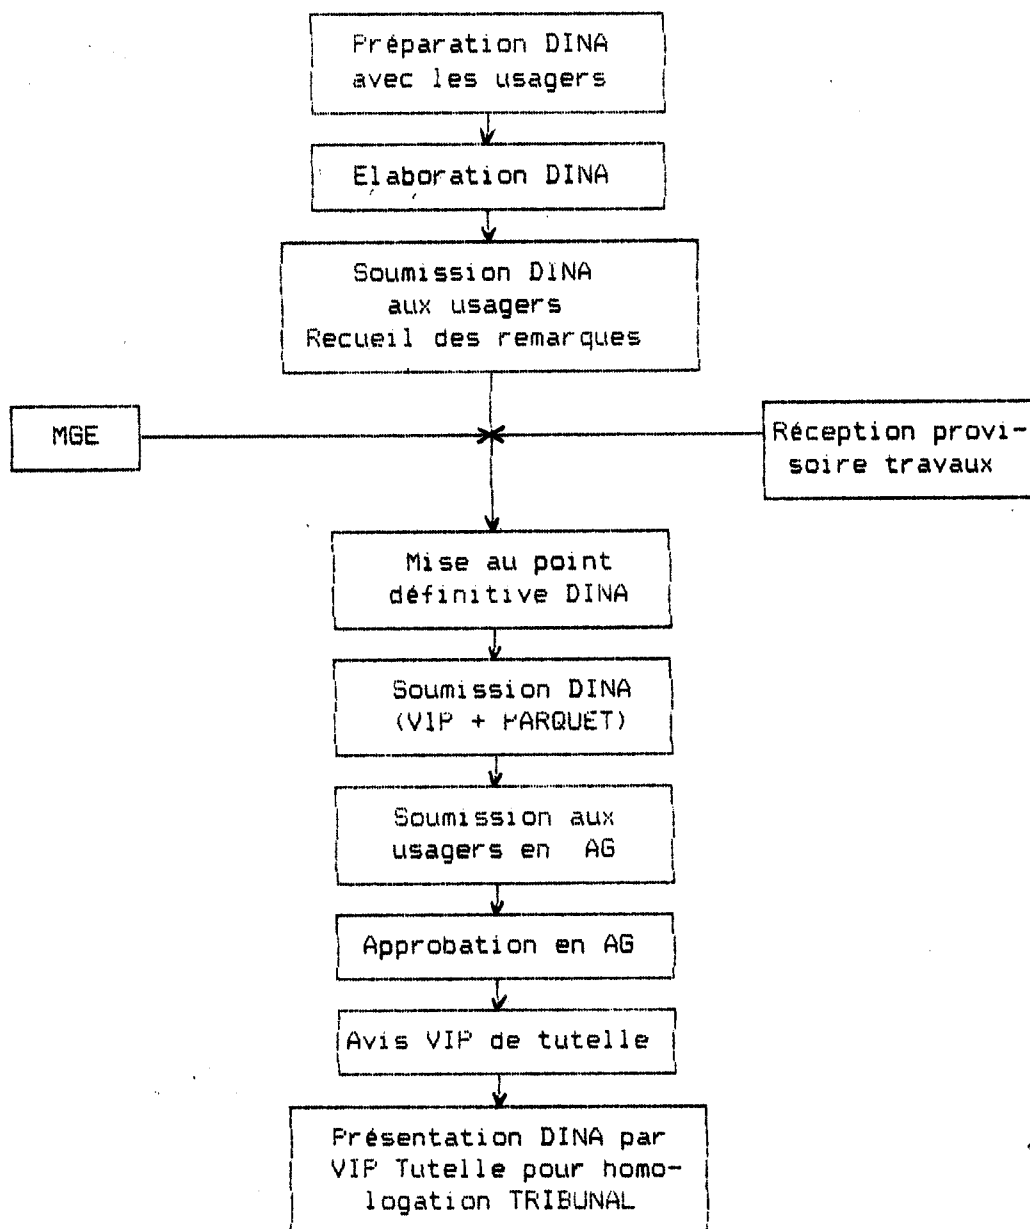 Préparation DINA
avec les usagers
Elaboration DINA
Soumission DINA
aux usagers
Recueil des remarques
MGE
Réception provi-
soire travaux
Mise au point
définitive DINA
Soumission DINA
(VIP + PARQUET)
Soumission aux
usagers en AG
Approbation en AG
Avis VIP de tutelle
Présentation DINA par
VIP Tutelle pour homo-
logation TRIBUNAL